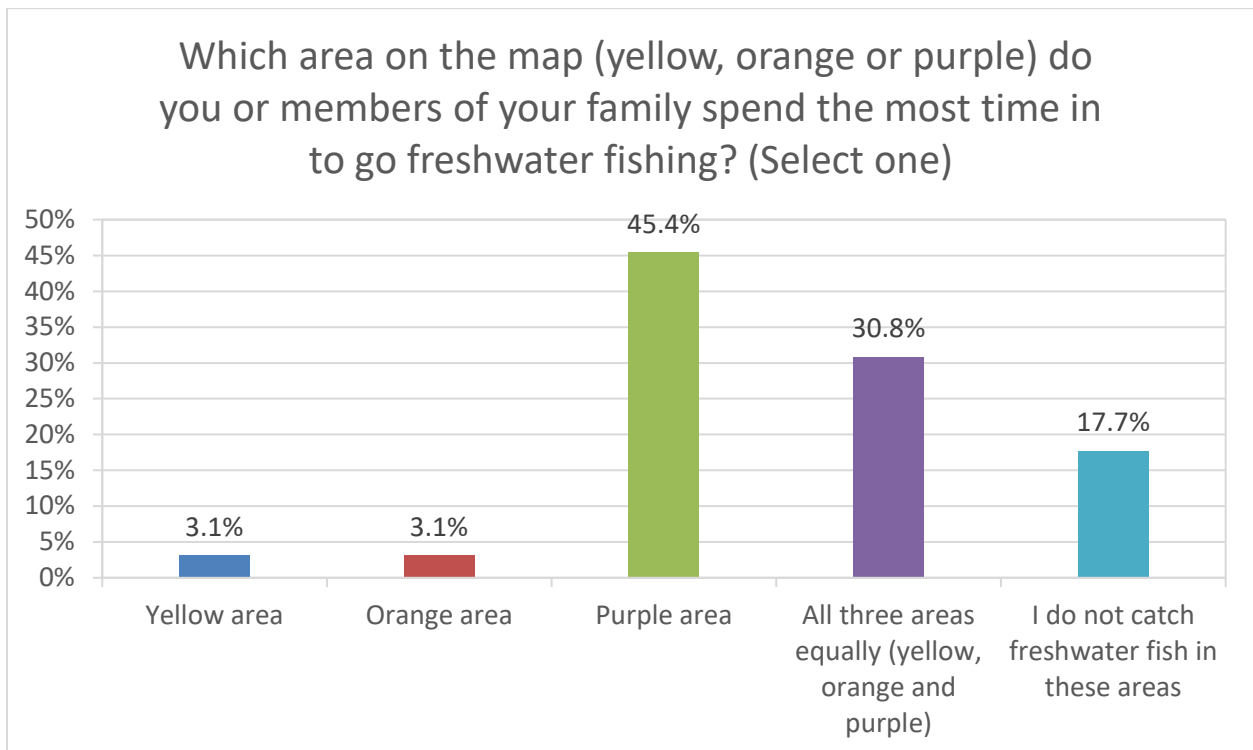 Which area on the map (yellow, orange or purple) do
you or members of your family spend the most time in
to go freshwater fishing? (Select one)
50%
45%
40%
35%
30%
25%
20%
15%
10%
5%
0%
3.1%
3.1%
45.4%
30.8%
17.7%
Yellow area
Orange area
Purple area
All three areas
equally (yellow,
orange and
purple)
I do not catch
freshwater fish in
these areas